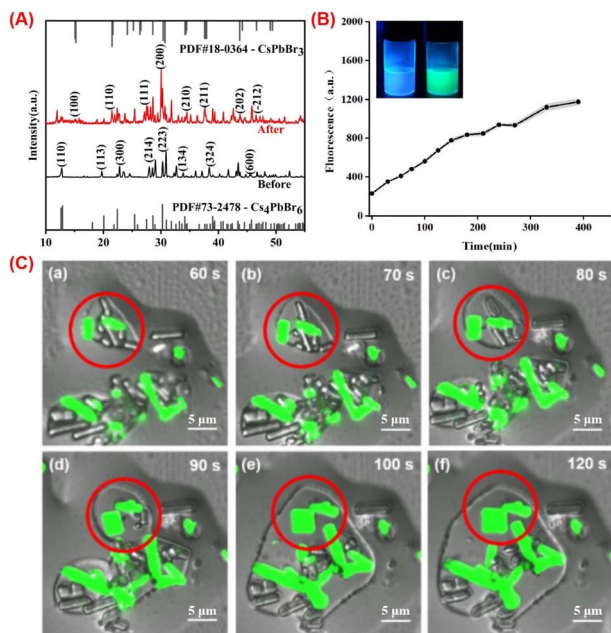 (A)
PDF#18-0364 - CsPbBr3
(200)
(110)
(111)
(100)
(210)
(211)
(202)
(-212)
After
(223)
(110)
(113)
(300)
(214)
(134)
(324)
(600)
Before
PDF#73-2478 - Cs4PbBr6
Intensity(a.u.)
10 20 30 40 50
(B)
2000
1600
1200
800
400
0
Fluorescence（a.u.）
0 100 200 300 400
Time(min)
(C)
(a) 60 s
5 μm
(b) 70 s
5 μm
(c) 80 s
5 μm
(d) 90 s
5 μm
(e) 100 s
5 μm
(f) 120 s
5 μm